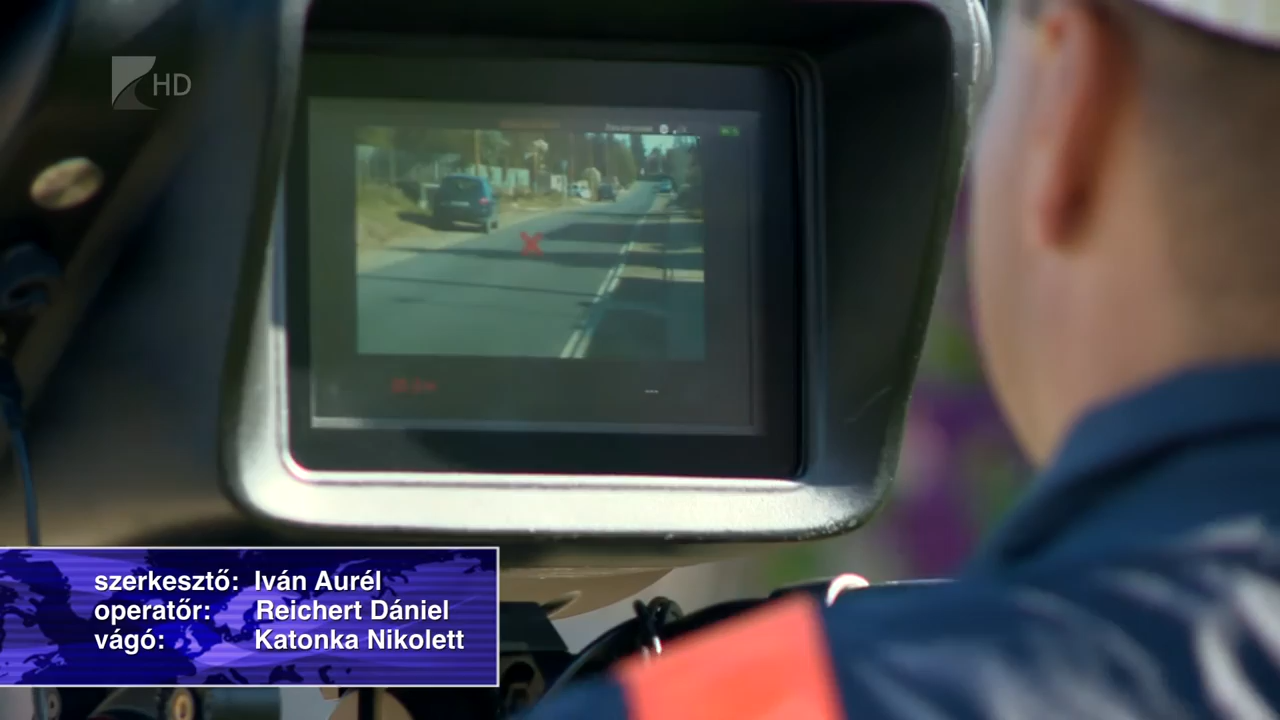 HD
szerkesztő: Iván Aurél
operatőr: Reichert Dániel
vágó: Katonka Nikolett